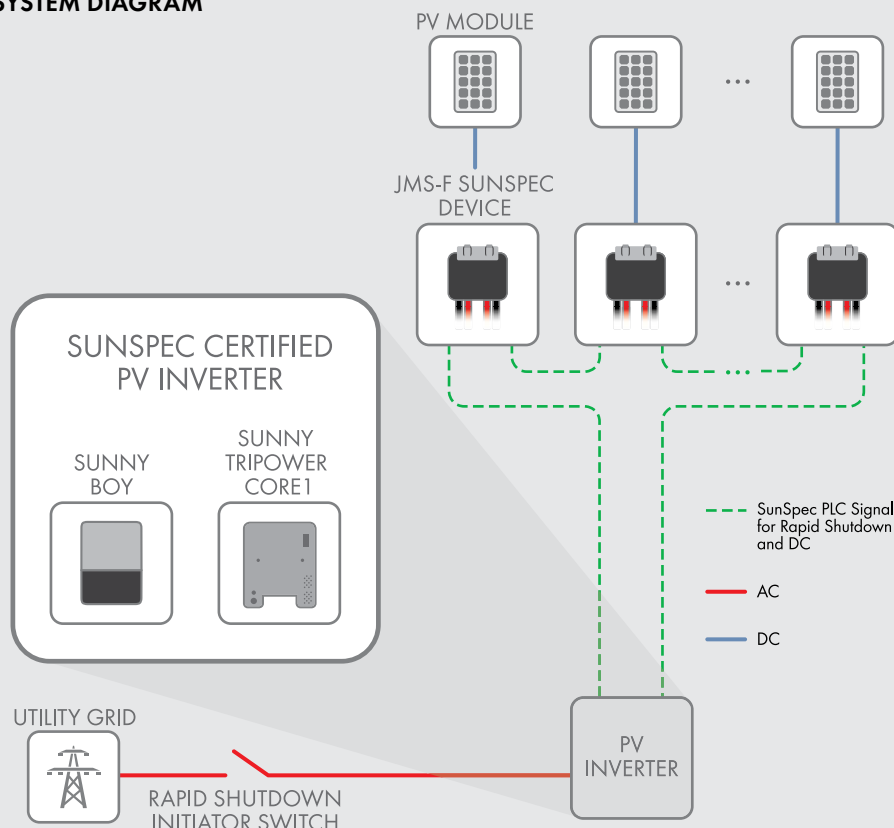 SYSTEM DIAGRAM
PV MODULE
...
JMS-F SUNSPEC
DEVICE
...
...
SUNSPEC CERTIFIED
PV INVERTER
SUNNY
BOY
SUNNY
TRIPOWER
CORE1
SunSpec PLC Signal
for Rapid Shutdown
and DC
AC
DC
UTILITY GRID
RAPID SHUTDOWN
INITIATOR SWITCH
PV
INVERTER